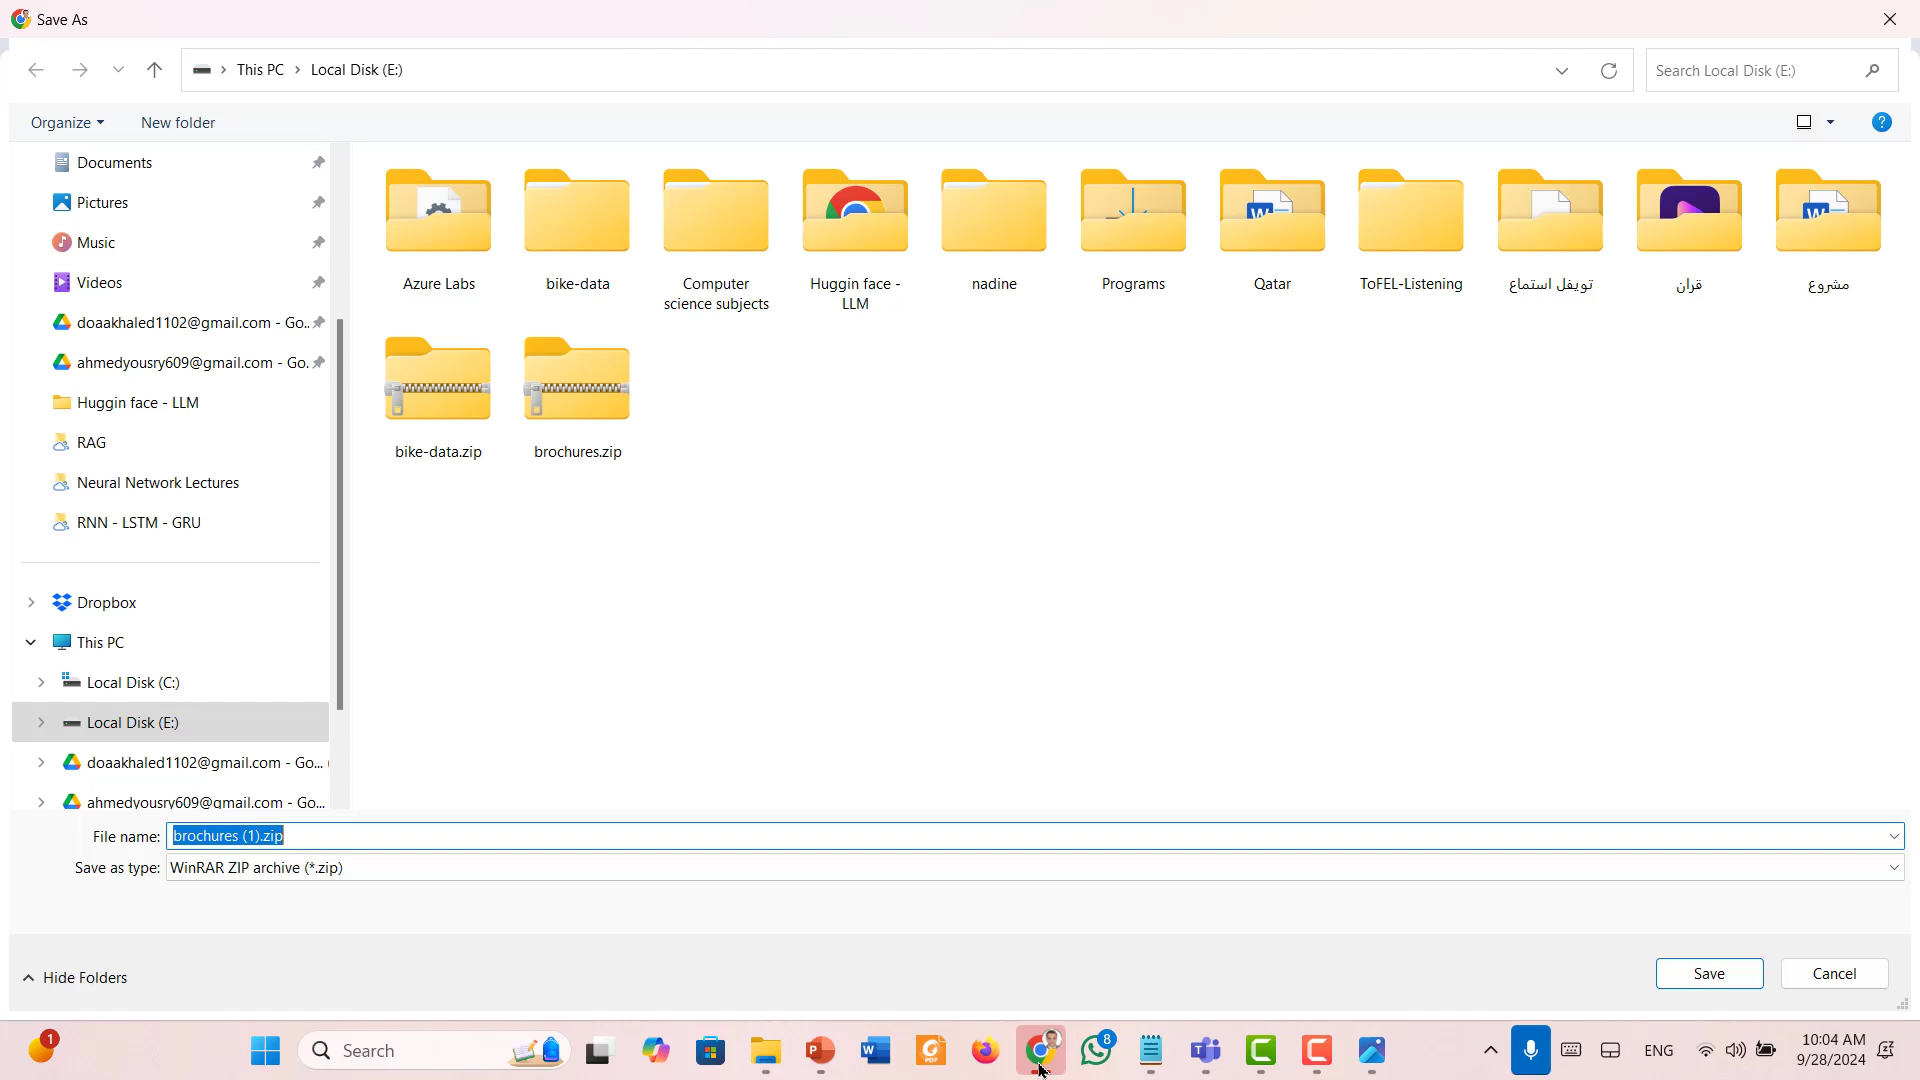 Save As
This PC > Local Disk (E:)
Search Local Disk (E:)
Organize
New folder
Documents
Pictures
Music
Videos
doaakhaled1102@gmail.com - Go..
ahmedyousry609@gmail.com - Go.
Huggin face - LLM
RAG
Neural Network Lectures
RNN - LSTM - GRU
Dropbox
This PC
Local Disk (C:)
Local Disk (E:)
doaakhaled1102@gmail.com - Go...
ahmedyousry609@gmail.com - Go...
Azure Labs
bike-data
Computer
science subjects
Huggin face -
LLM
nadine
Programs
Qatar
ToFEL-Listening
تويفل استماع
قران
مشروع
bike-data.zip
brochures.zip
File name: brochures (1).zip
Save as type: WinRAR ZIP archive (*.zip)
Hide Folders
Save
Cancel
1
Search
PDF
8
ENG
10:04 AM
9/28/2024